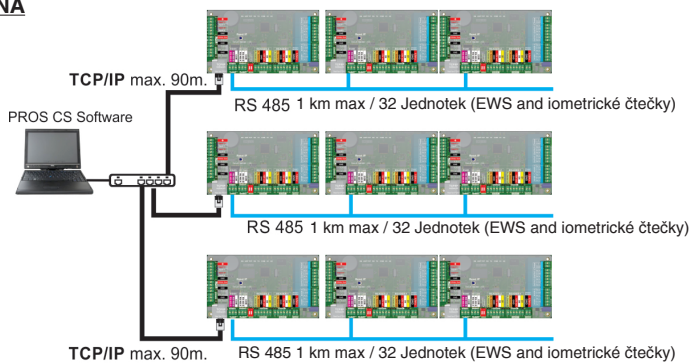 NA
TCP/IP max. 90m.
RS 485 1 km max / 32 Jednotek (EWS and iometrické čtečky)
PROS CS Software
RS 485 1 km max / 32 Jednotek (EWS and iometrické čtečky)
TCP/IP max. 90m.
RS 485 1 km max / 32 Jednotek (EWS and iometrické čtečky)